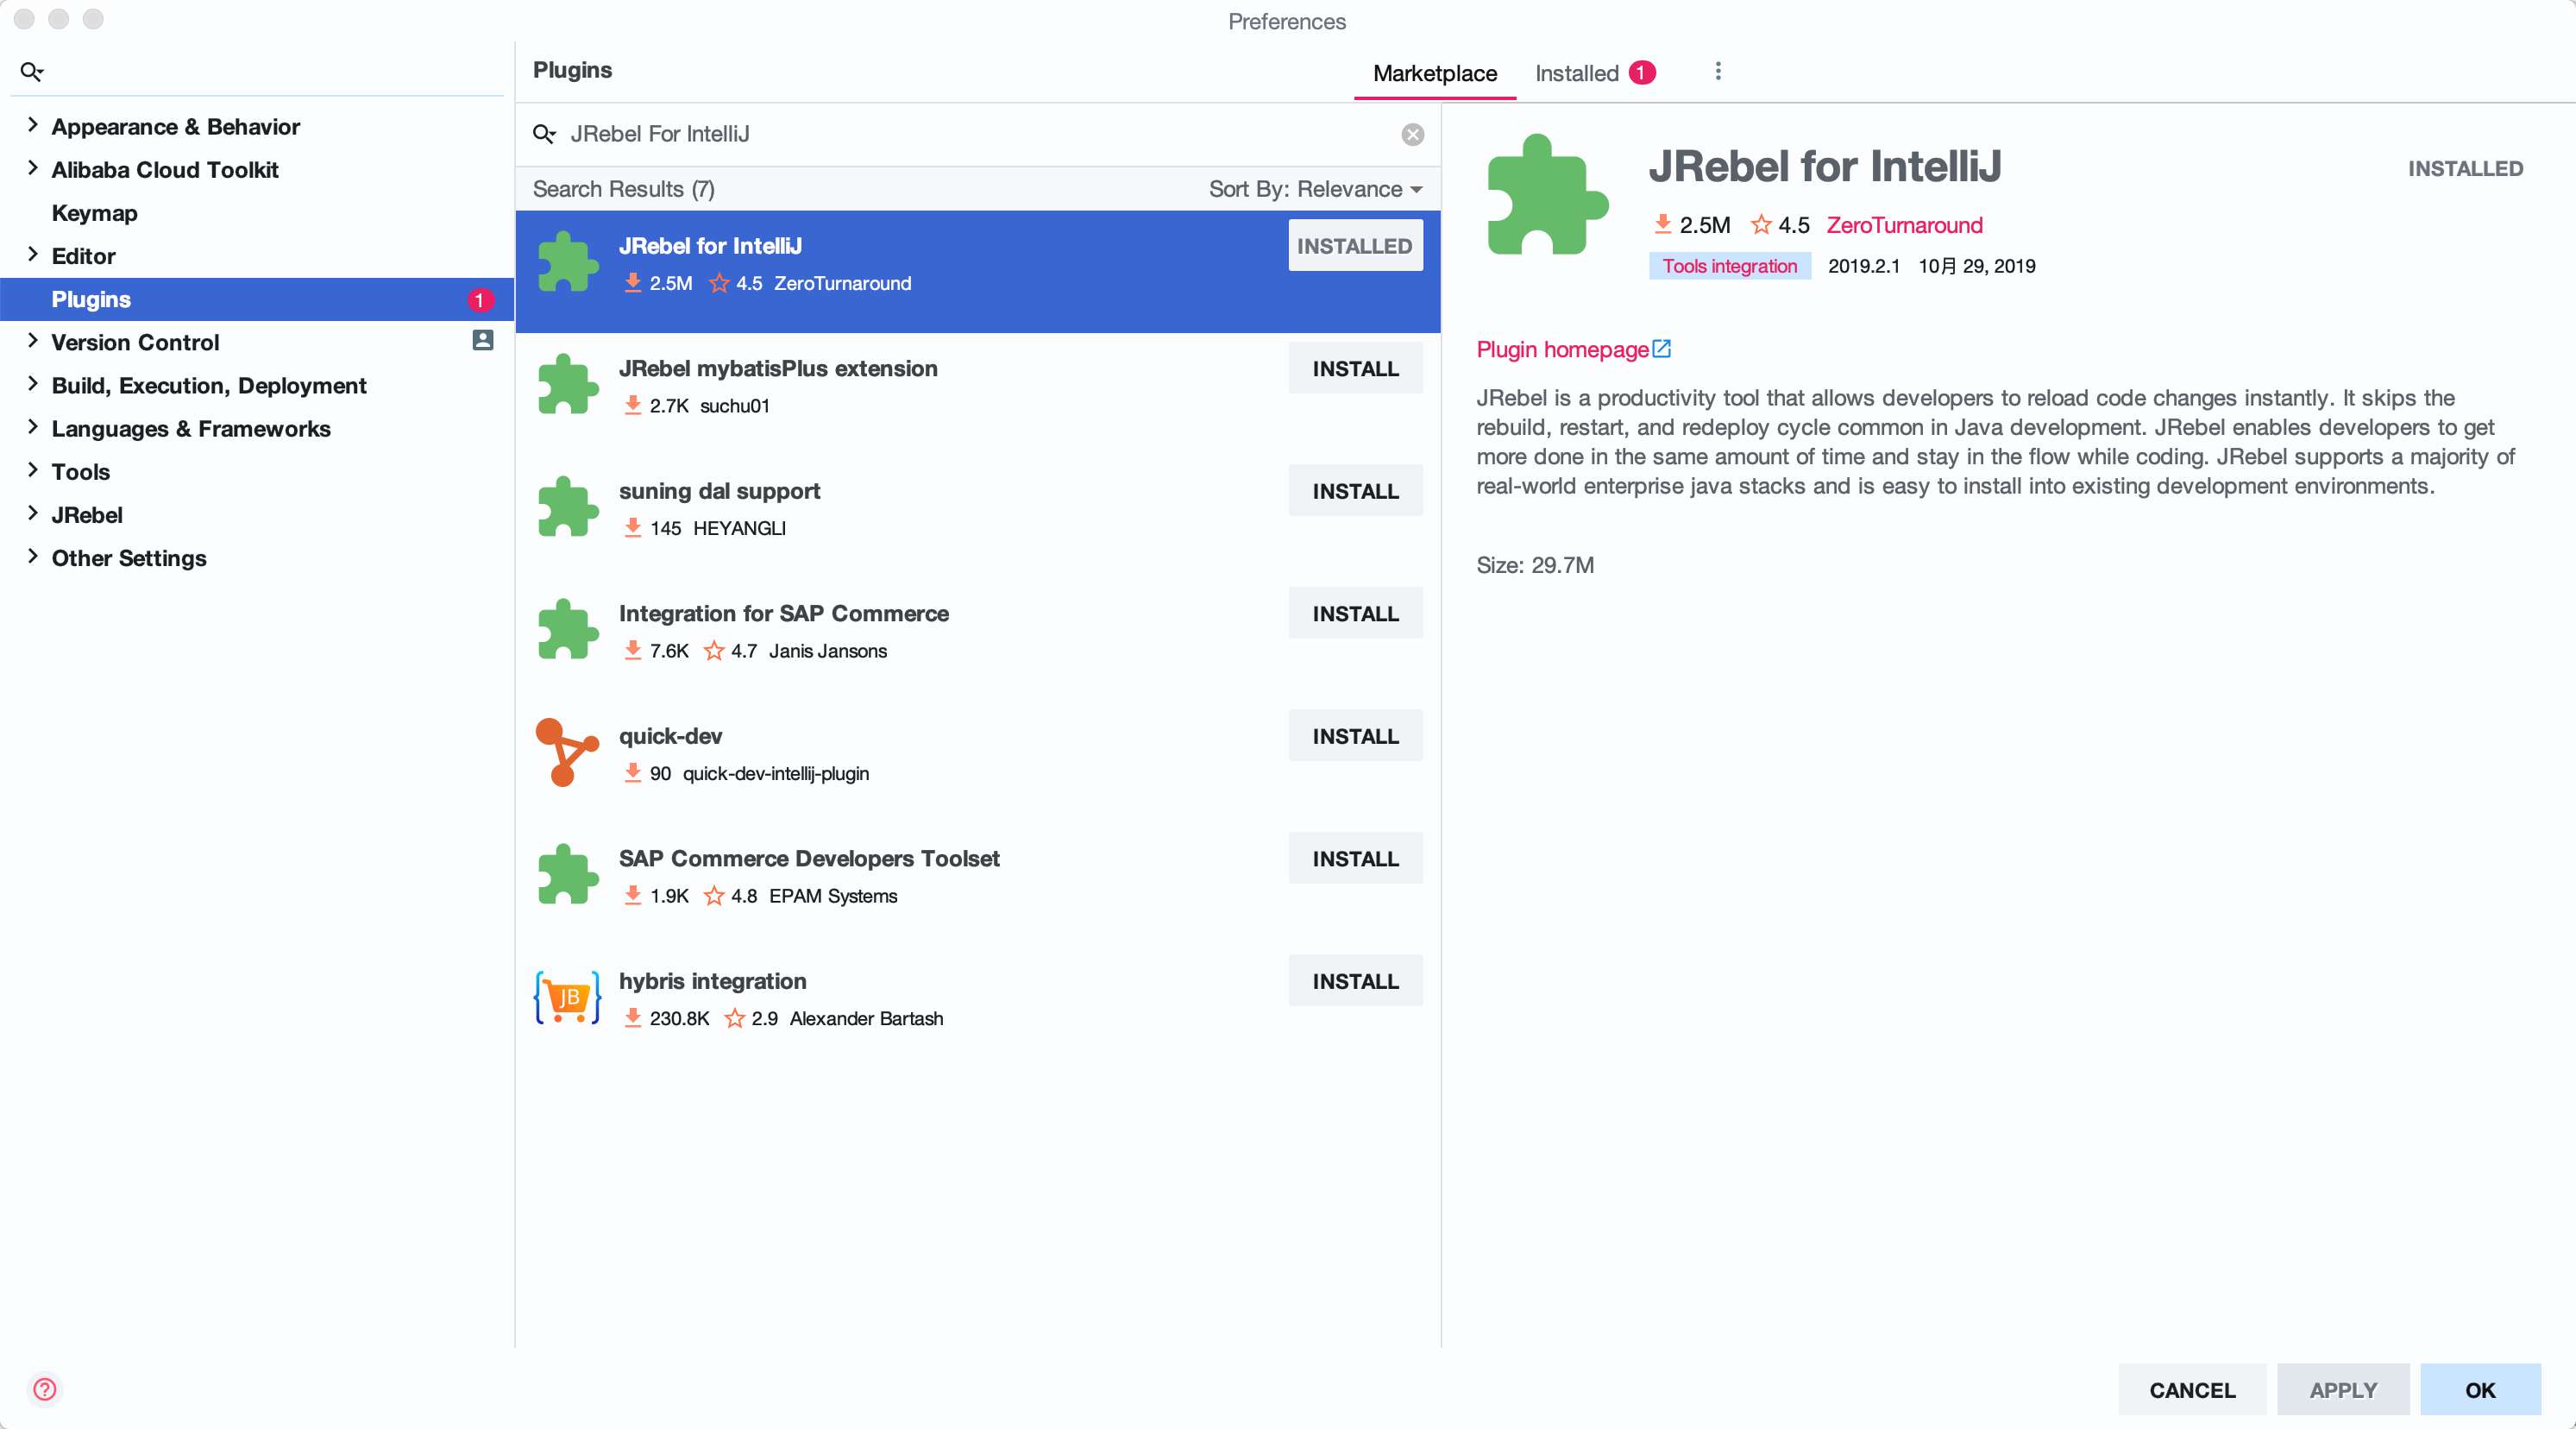 Preferences
Appearance & Behavior
Alibaba Cloud Toolkit
Keymap
Editor
Plugins 1
Version Control
Build, Execution, Deployment
Languages & Frameworks
Tools
JRebel
Other Settings
Plugins
Marketplace Installed 1
JRebel For IntelliJ
Search Results (7) Sort By: Relevance
JRebel for IntelliJ INSTALLED
2.5M 4.5 ZeroTurnaround
JRebel mybatisPlus extension INSTALL
2.7K suchu01
suning dal support INSTALL
145 HEYANGLI
Integration for SAP Commerce INSTALL
7.6K 4.7 Janis Jansons
quick-dev INSTALL
90 quick-dev-intellij-plugin
SAP Commerce Developers Toolset INSTALL
1.9K 4.8 EPAM Systems
JB
hybris integration INSTALL
230.8K 2.9 Alexander Bartash
JRebel for IntelliJ INSTALLED
2.5M 4.5 ZeroTurnaround
Tools integration 2019.2.1 10月 29, 2019
Plugin homepage
JRebel is a productivity tool that allows developers to reload code changes instantly. It skips the
rebuild, restart, and redeploy cycle common in Java development. JRebel enables developers to get
more done in the same amount of time and stay in the flow while coding. JRebel supports a majority of
real-world enterprise java stacks and is easy to install into existing development environments.
Size: 29.7M
?
CANCEL APPLY OK